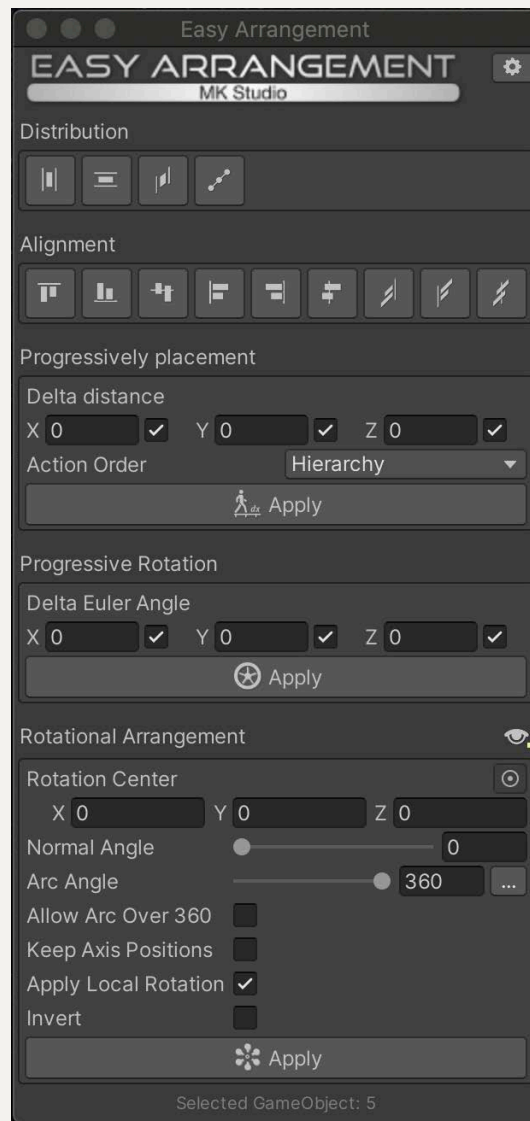 Easy Arrangement
EASY ARRANGEMENT
MK Studio
Distribution
Alignment
Progressively placement
Delta distance
X 0 Y 0 Z 0
Action Order Hierarchy
dx Apply
Progressive Rotation
Delta Euler Angle
X 0 Y 0 Z 0
Apply
Rotational Arrangement
Rotation Center
X 0 Y 0 Z 0
Normal Angle 0
Arc Angle 360 ...
Allow Arc Over 360
Keep Axis Positions
Apply Local Rotation
Invert
Apply
Selected GameObject: 5